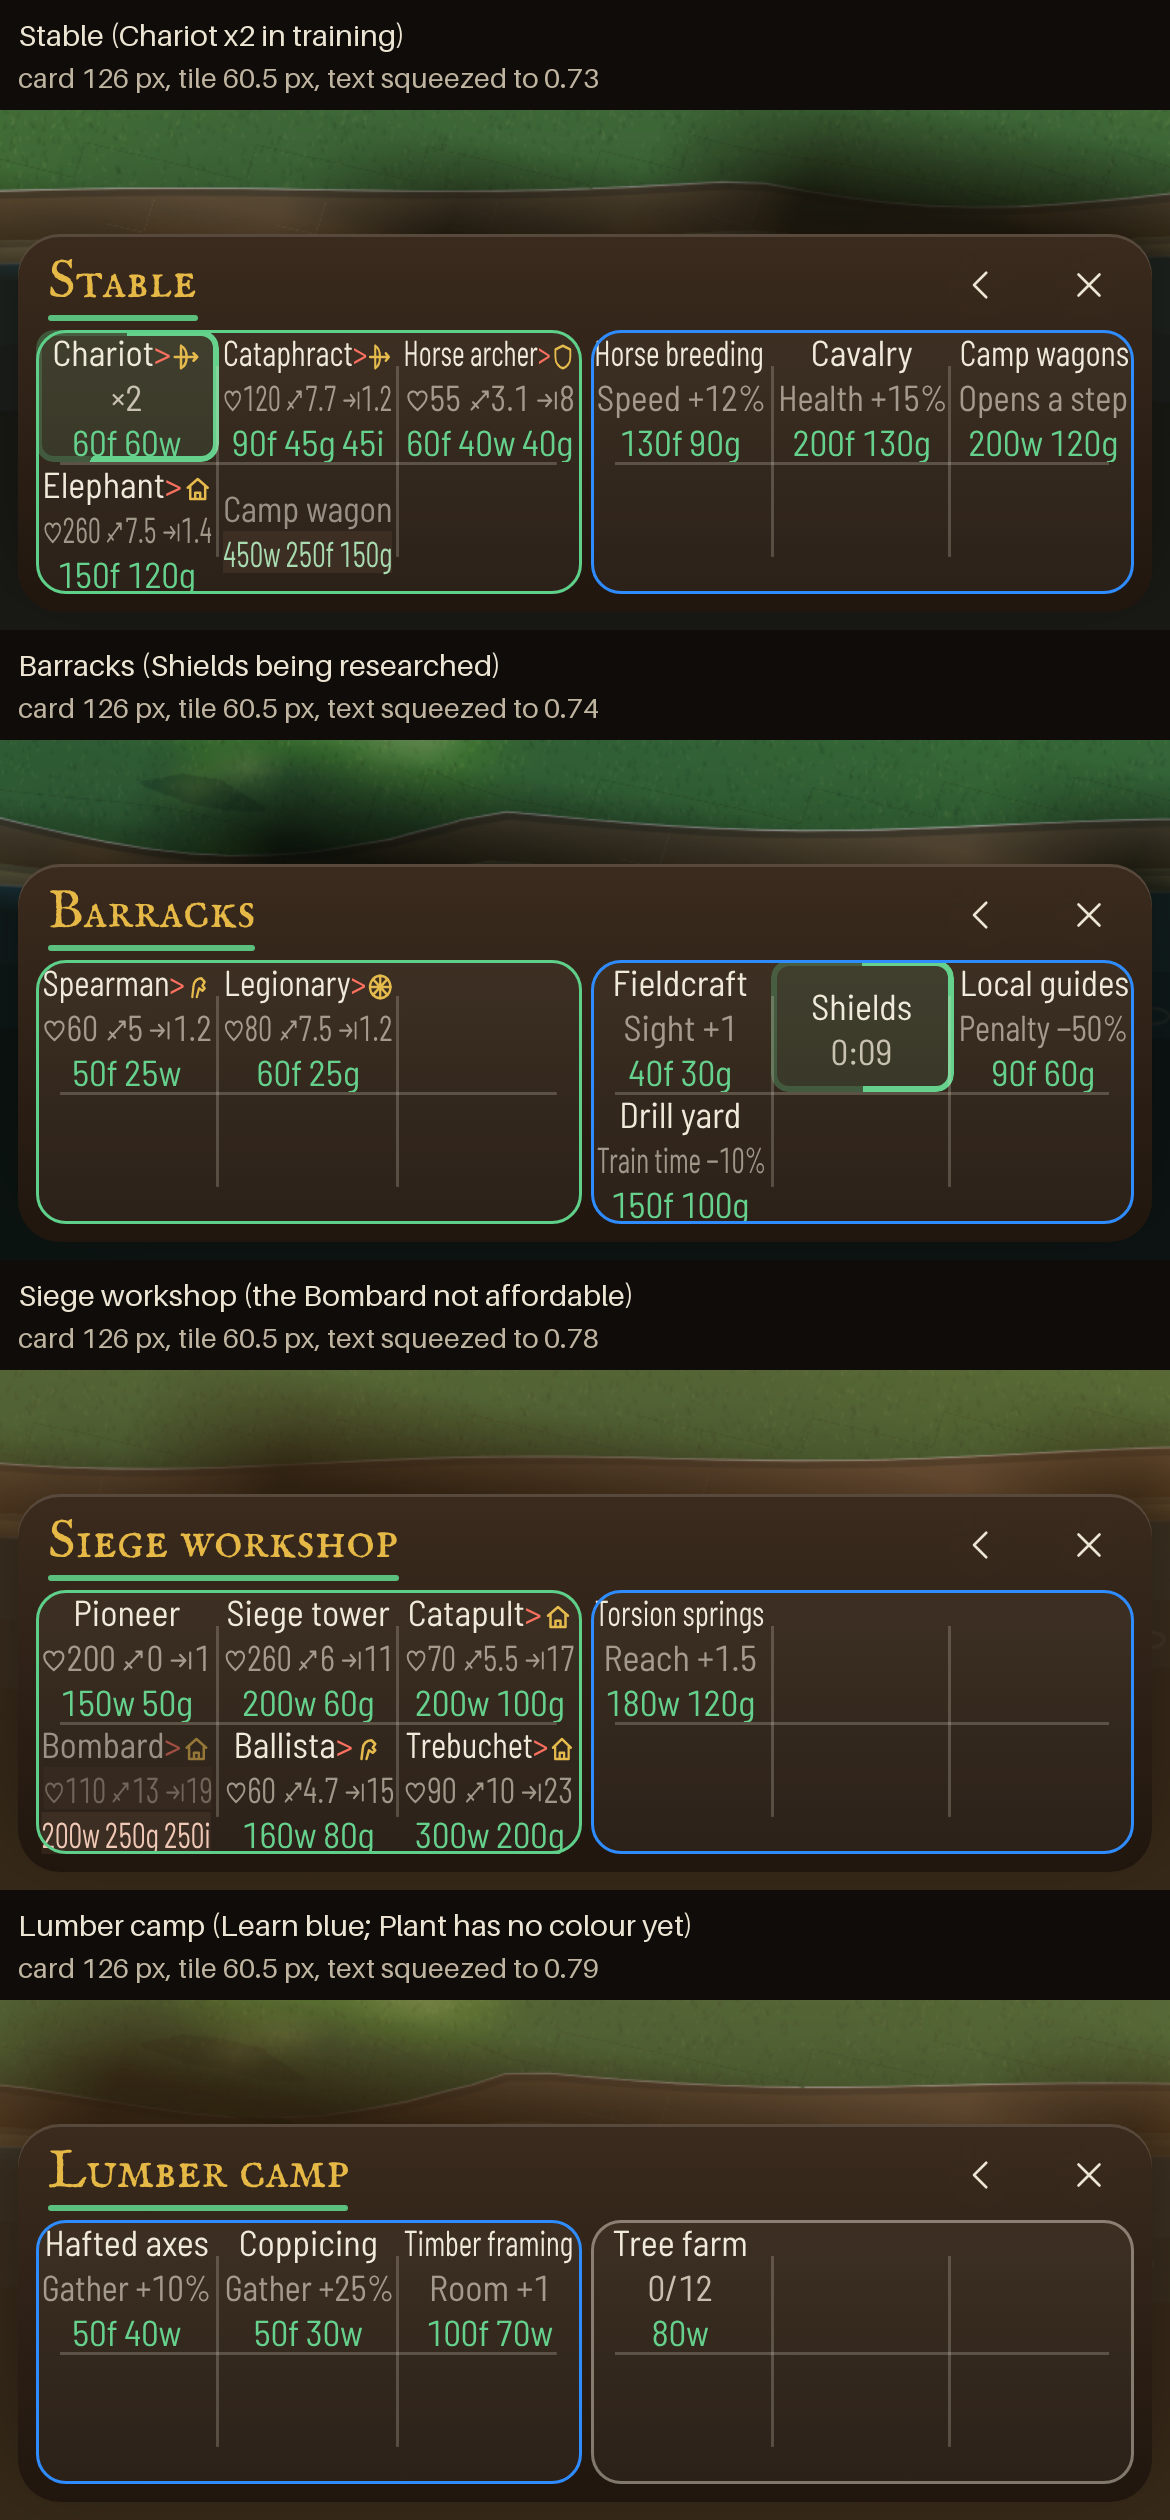 Stable (Chariot x2 in training)
card 126 px, tile 60.5 px, text squeezed to 0.73
Stable
Chariot> Cataphract> Horse archer> Horse breeding Cavalry Camp wagons
×2 ♡120 ↗7.7 →|1.2 ♡55 ↗3.1 →|8 Speed +12% Health +15% Opens a step
60f 60w 90f 45g 45i 60f 40w 40g 130f 90g 200f 130g 200w 120g
Elephant> Camp wagon
♡260 ↗7.5 →|1.4 450w 250f 150g
150f 120g
Barracks (Shields being researched)
card 126 px, tile 60.5 px, text squeezed to 0.74
Barracks
Spearman> Legionary> Fieldcraft Shields Local guides
♡60 ↗5 →|1.2 ♡80 ↗7.5 →|1.2 Sight +1 0:09 Penalty −50%
50f 25w 60f 25g 40f 30g 90f 60g
Drill yard
Train time −10%
150f 100g
Siege workshop (the Bombard not affordable)
card 126 px, tile 60.5 px, text squeezed to 0.78
Siege workshop
Pioneer Siege tower Catapult> Torsion springs
♡200 ↗0 →|1 ♡260 ↗6 →|11 ♡70 ↗5.5 →|17 Reach +1.5
150w 50g 200w 60g 200w 100g 180w 120g
Bombard> Ballista> Trebuchet>
♡110 ↗13 →|19 ♡60 ↗4.7 →|15 ♡90 ↗10 →|23
200w 250g 250i 160w 80g 300w 200g
Lumber camp (Learn blue; Plant has no colour yet)
card 126 px, tile 60.5 px, text squeezed to 0.79
Lumber camp
Hafted axes Coppicing Timber framing Tree farm
Gather +10% Gather +25% Room +1 0/12
50f 40w 50f 30w 100f 70w 80w